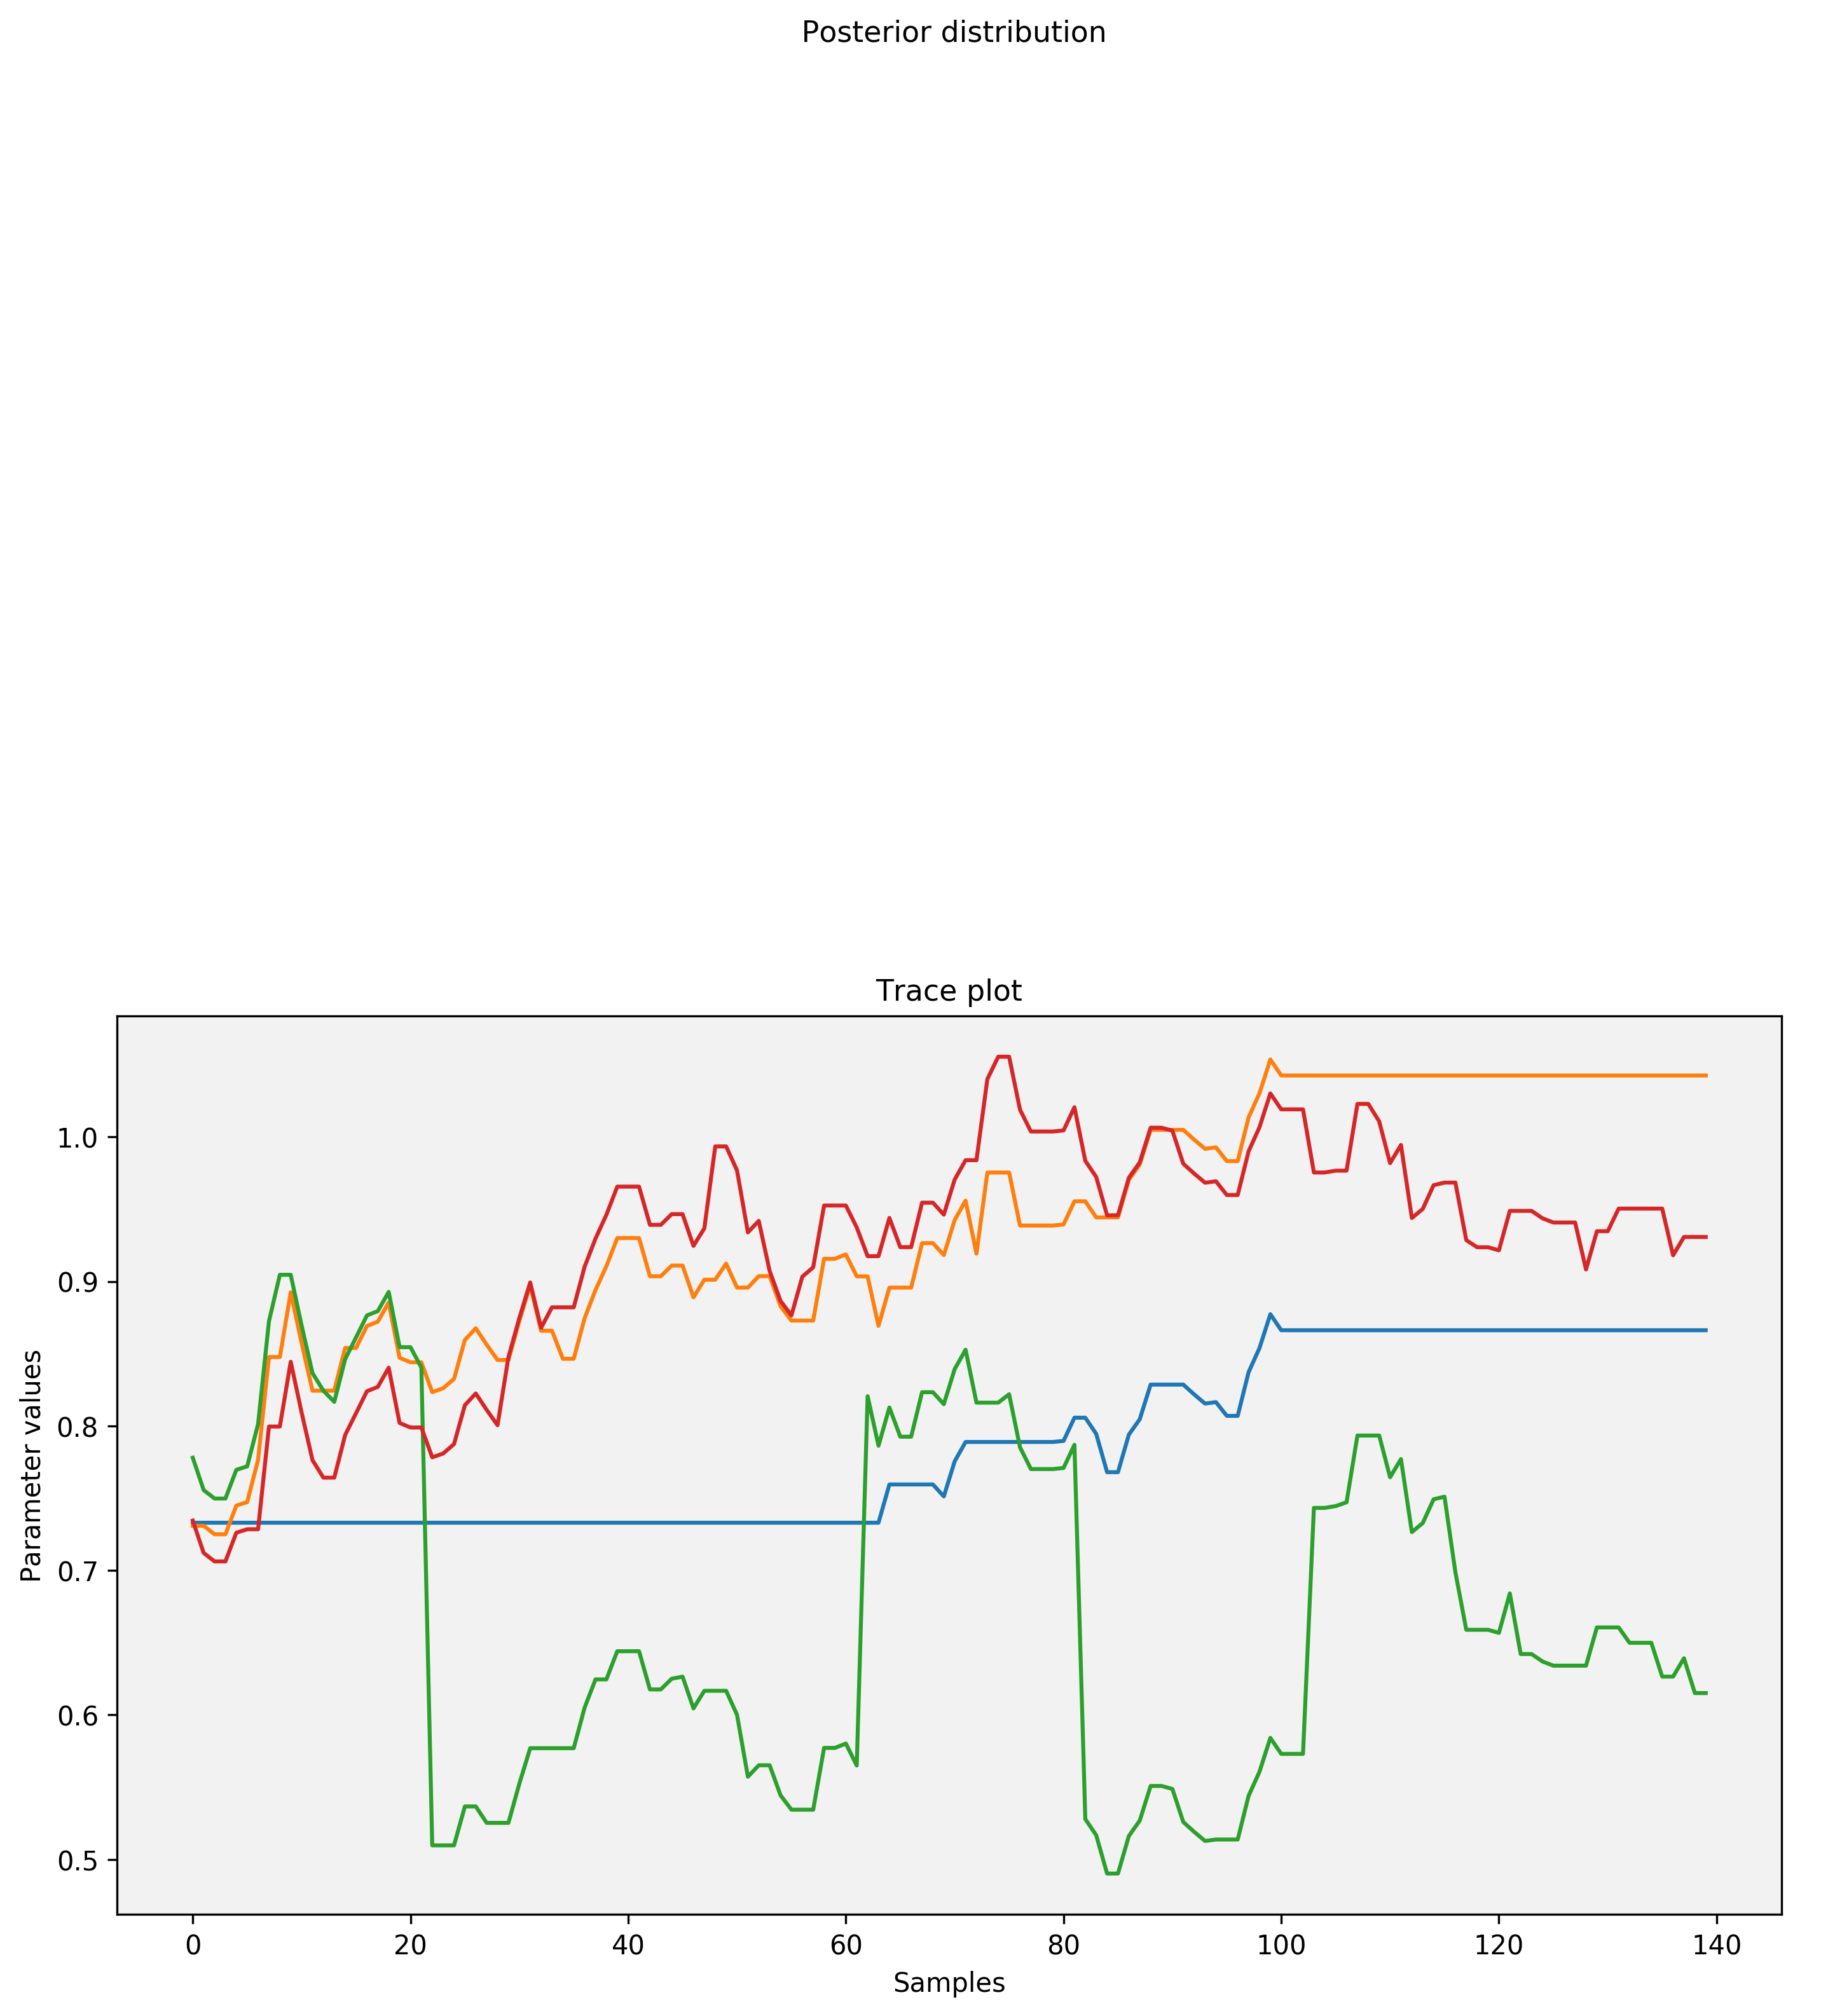 Posterior distribution
Trace plot
1.0
0.9
0.8
0.7
0.6
0.5
Parameter values
0 20 40 60 80 100 120 140
Samples